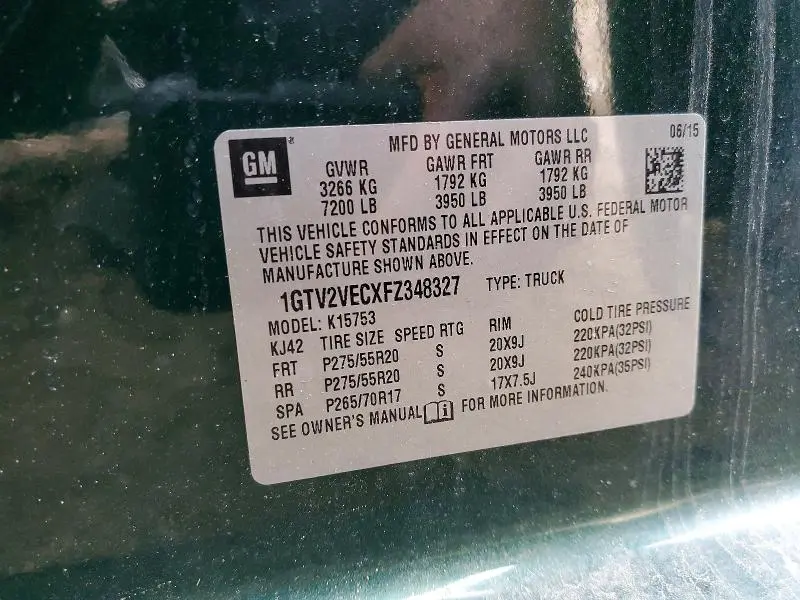 GM
MFD BY GENERAL MOTORS LLC 06/15
GVWR GAWR FRT GAWR RR
3266 KG 1792 KG 1792 KG
7200 LB 3950 LB 3950 LB
THIS VEHICLE CONFORMS TO ALL APPLICABLE U.S. FEDERAL MOTOR
VEHICLE SAFETY STANDARDS IN EFFECT ON THE DATE OF
MANUFACTURE SHOWN ABOVE.
1GTV2VECXFZ348327 TYPE: TRUCK
MODEL: K15753
KJ42 TIRE SIZE SPEED RTG RIM COLD TIRE PRESSURE
FRT P275/55R20 S 20X9J 220KPA(32PSI)
RR P275/55R20 S 20X9J 220KPA(32PSI)
SPA P265/70R17 S 17X7.5J 240KPA(35PSI)
SEE OWNER'S MANUAL FOR MORE INFORMATION.